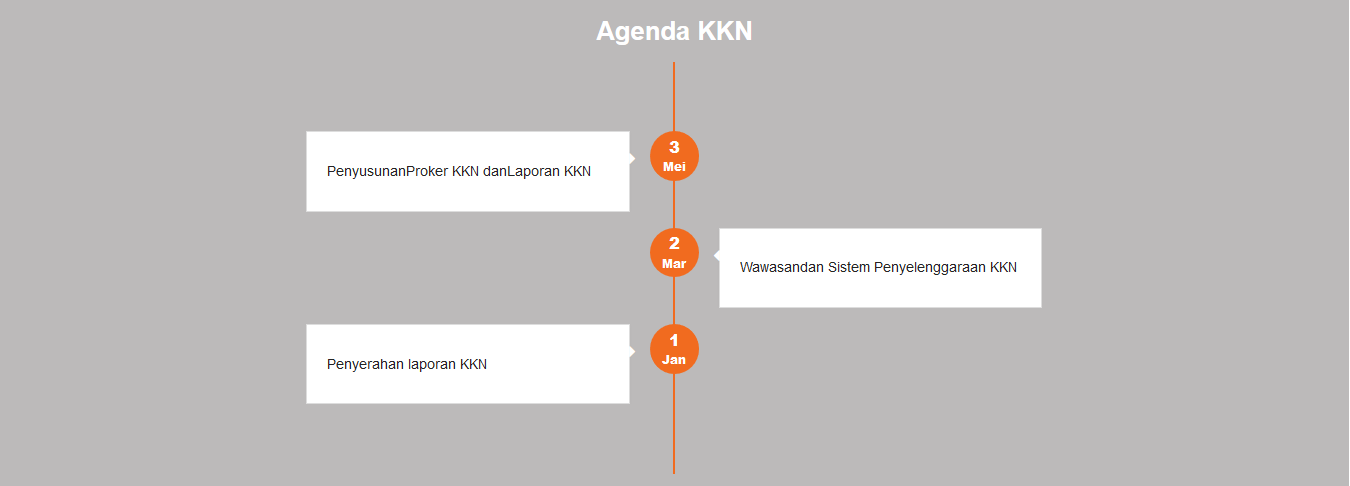 Agenda KKN
3
Mei
PenyusunanProker KKN danLaporan KKN
2
Mar
Wawasandan Sistem Penyelenggaraan KKN
1
Jan
Penyerahan laporan KKN